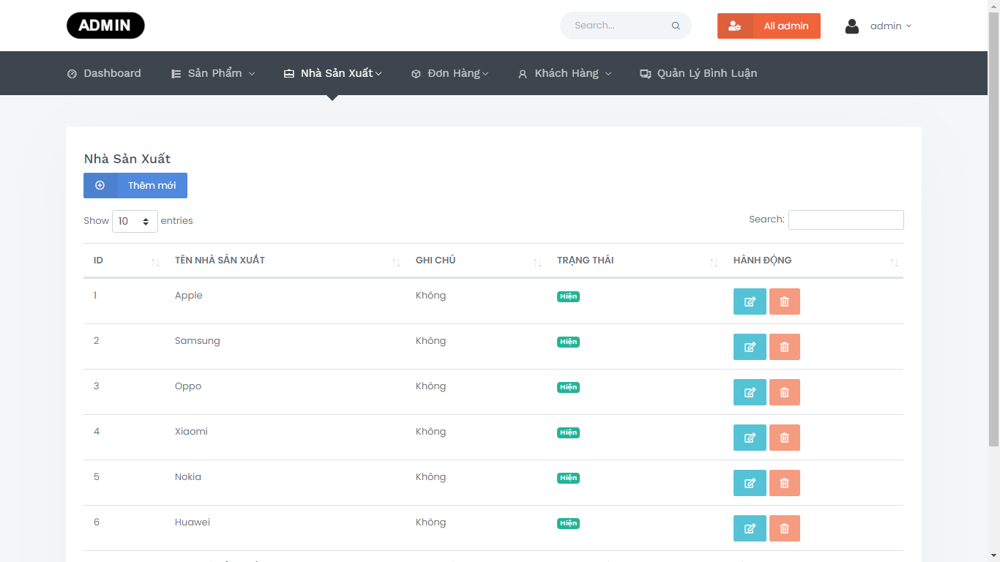 ADMIN
Search...
All admin
admin
Dashboard
Sản Phẩm
Nhà Sản Xuất
Đơn Hàng
Khách Hàng
Quản Lý Bình Luận
Nhà Sản Xuất
Thêm mới
Show 10 entries
Search:
ID TÊN NHÀ SẢN XUẤT GHI CHÚ TRẠNG THÁI HÀNH ĐỘNG
1 Apple Không Hiện
2 Samsung Không Hiện
3 Oppo Không Hiện
4 Xiaomi Không Hiện
5 Nokia Không Hiện
6 Huawei Không Hiện